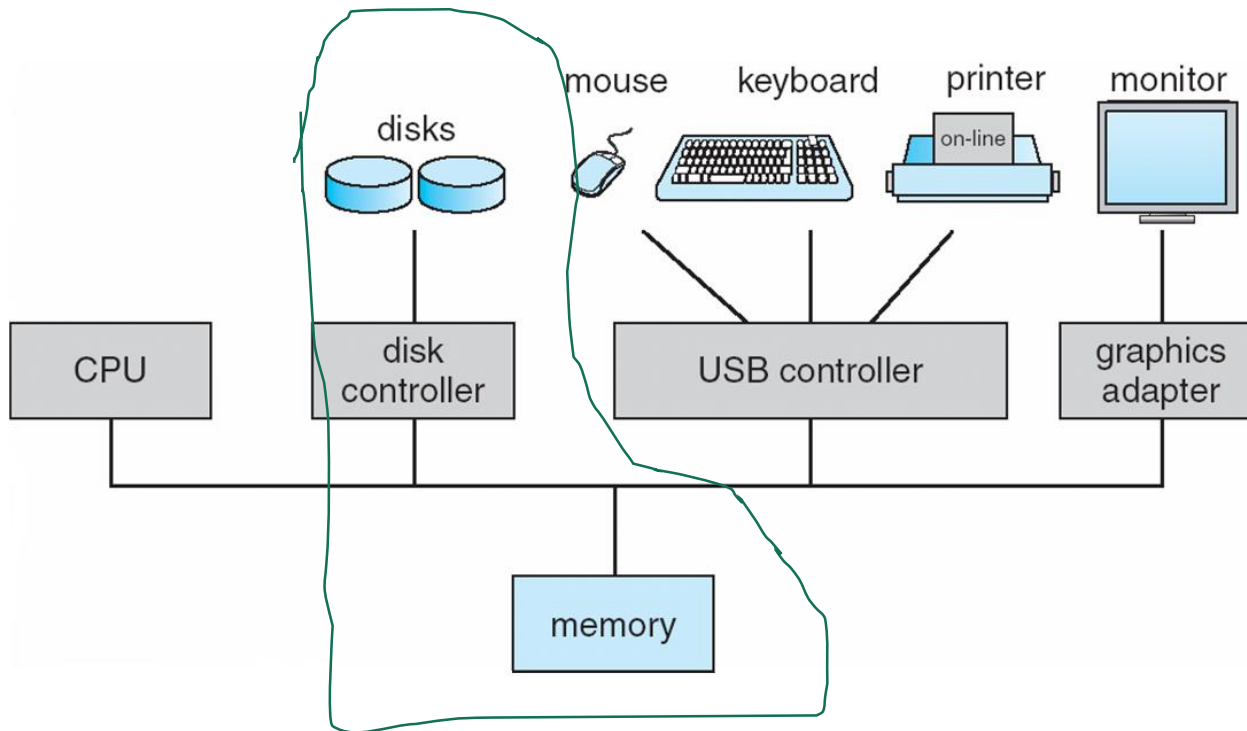 mouse
keyboard
printer
monitor
disks
on-line
CPU
disk
controller
USB controller
graphics
adapter
memory